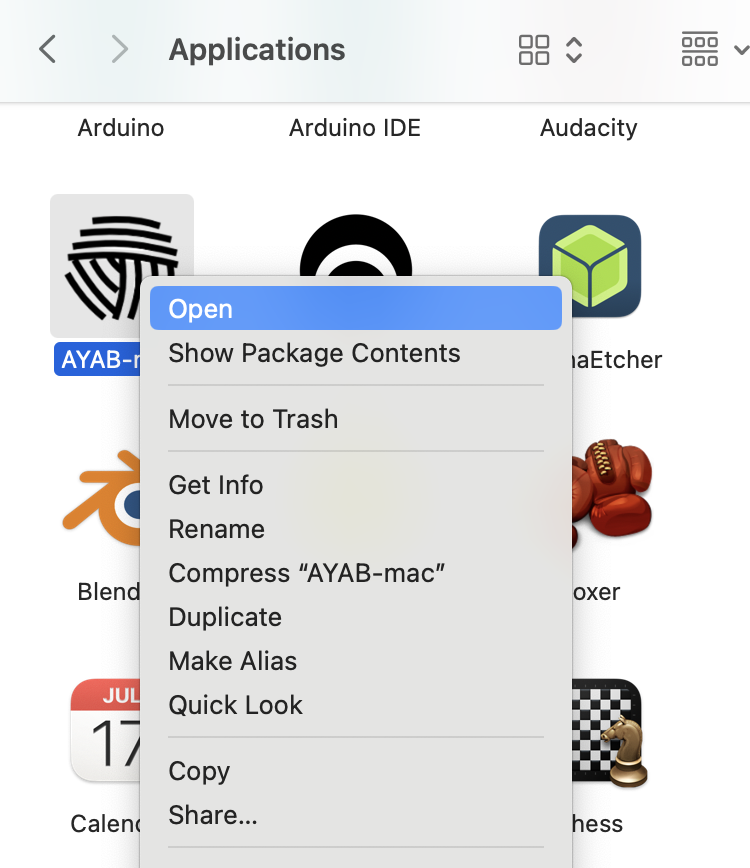 Applications
Arduino
Arduino IDE
Audacity
AYAB-
Open
Show Package Contents
Move to Trash
Get Info
Rename
Compress “AYAB-mac”
Duplicate
Make Alias
Quick Look
Copy
Share...
naEtcher
Blend
oxer
JUL
17
Calen
hess